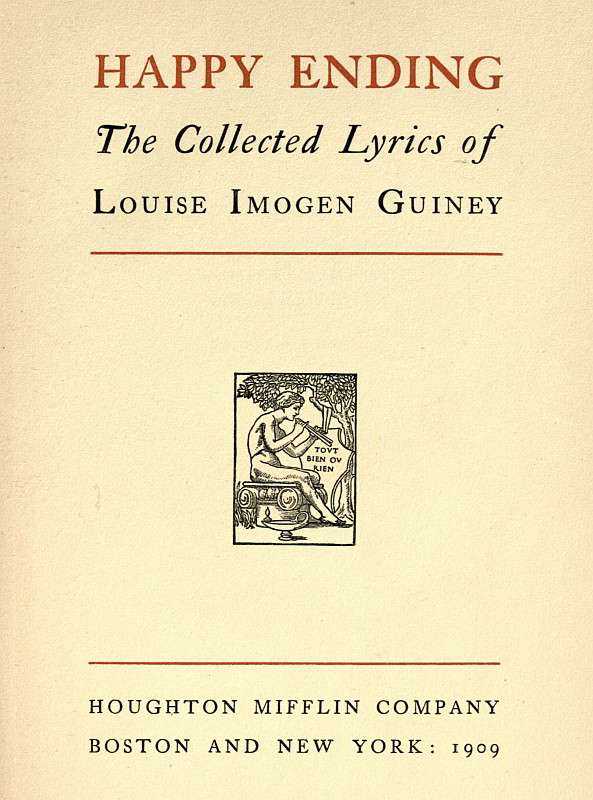 HAPPY ENDING
The Collected Lyrics of
LOUISE IMOGEN GUINEY
TOVT
BIEN OV
RIEN
HOUGHTON MIFFLIN COMPANY
BOSTON AND NEW YORK: 1909